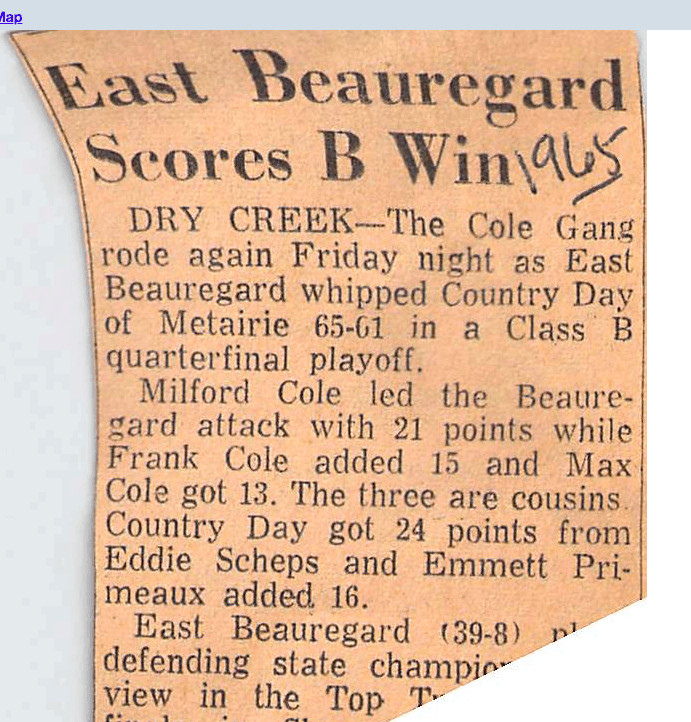 Map
East Beauregard
Scores B Win 1965
DRY CREEK—The Cole Gang
rode again Friday night as East
Beauregard whipped Country Day
of Metairie 65-61 in a Class B
quarterfinal playoff.
Milford Cole led the Beaure-
gard attack with 21 points while
Frank Cole added 15 and Max
Cole got 13. The three are cousins.
Country Day got 24 points from
Eddie Scheps and Emmett Pri-
meaux added 16.
East Beauregard (39-8)
defending state
view in the Top